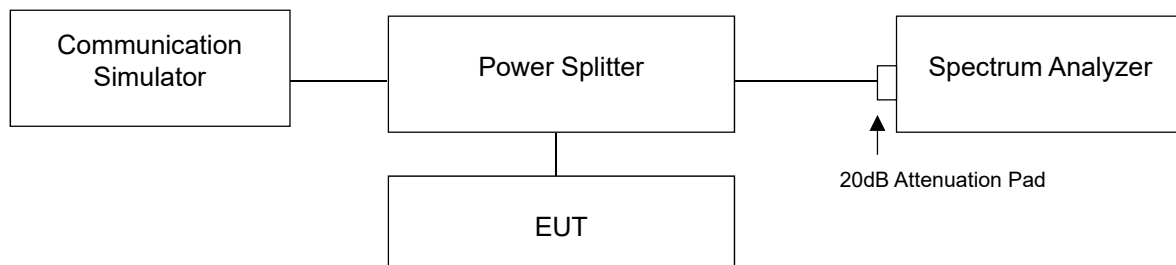 Communication
Simulator
Power Splitter
Spectrum Analyzer
20dB Attenuation Pad
EUT